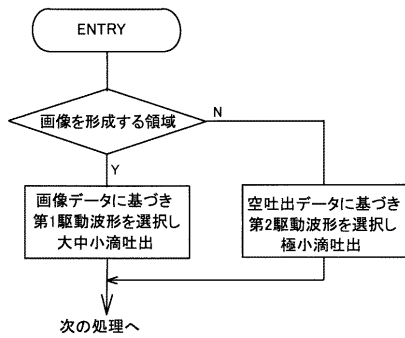 ENTRY
画像を形成する領域
N
Y
画像データに基づき
第1駆動波形を選択し
大中小滴吐出
空吐出データに基づき
第2駆動波形を選択し
極小滴吐出
次の処理へ